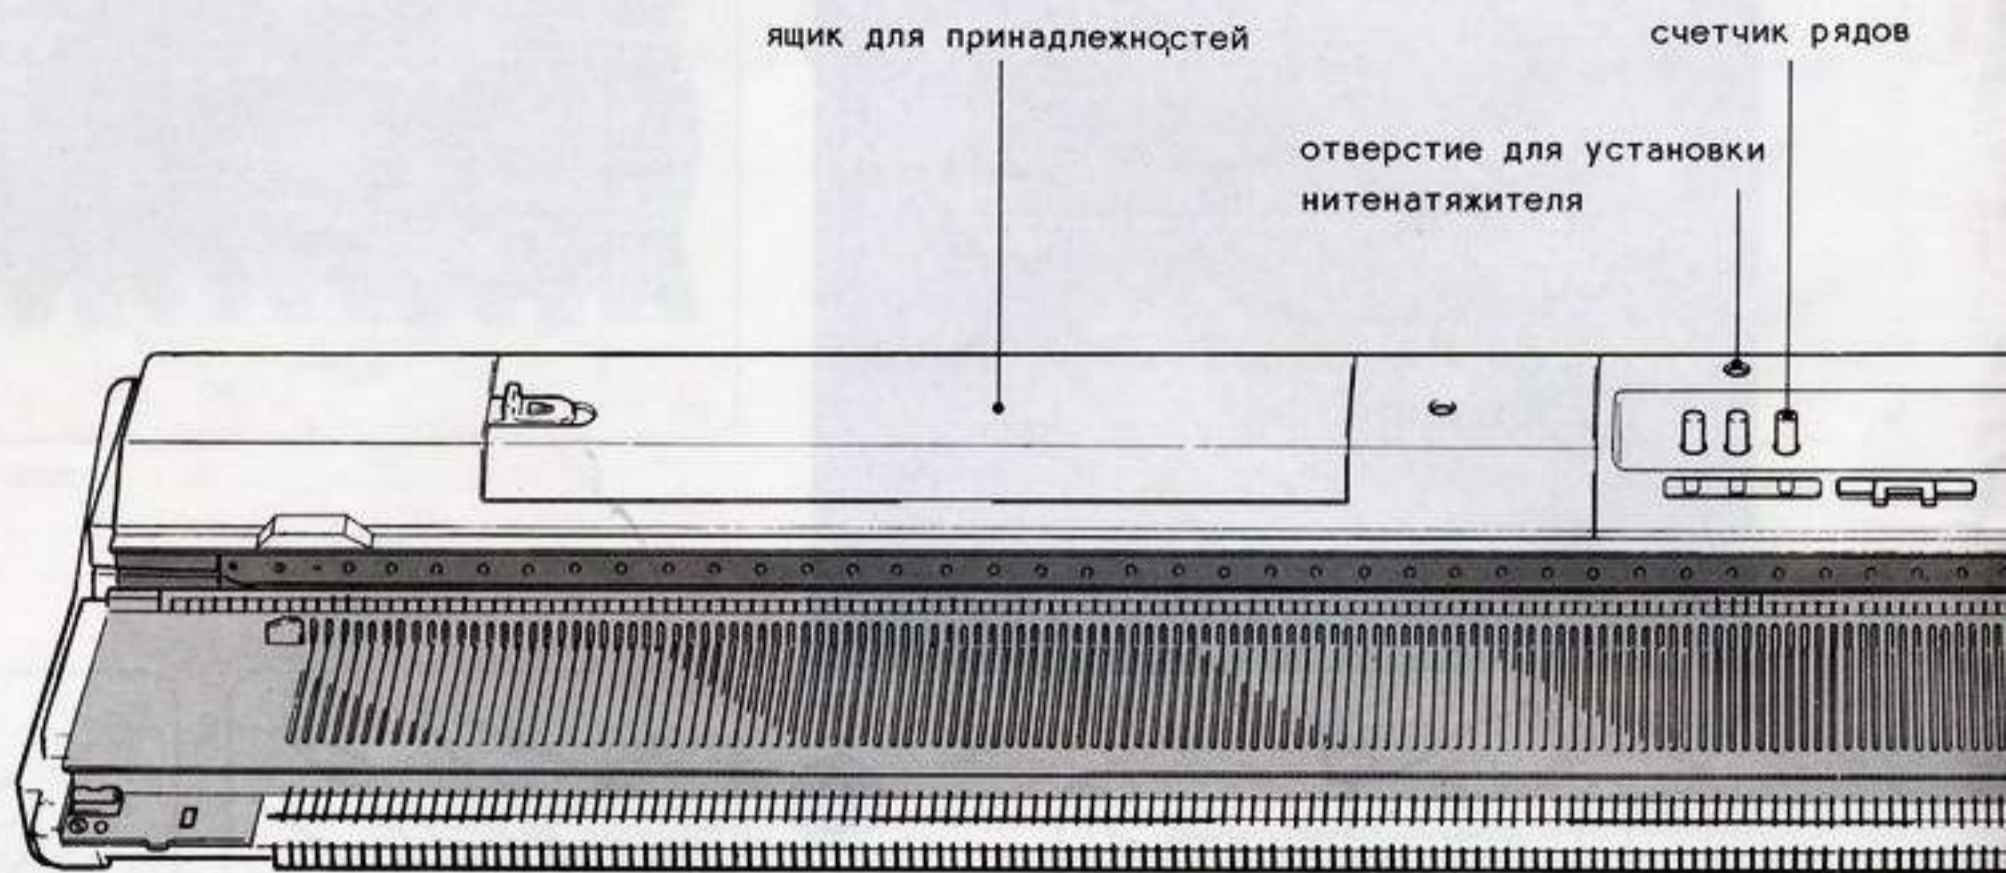 ящик для принадлежностей
счетчик рядов
отверстие для установки
нитенатяжителя